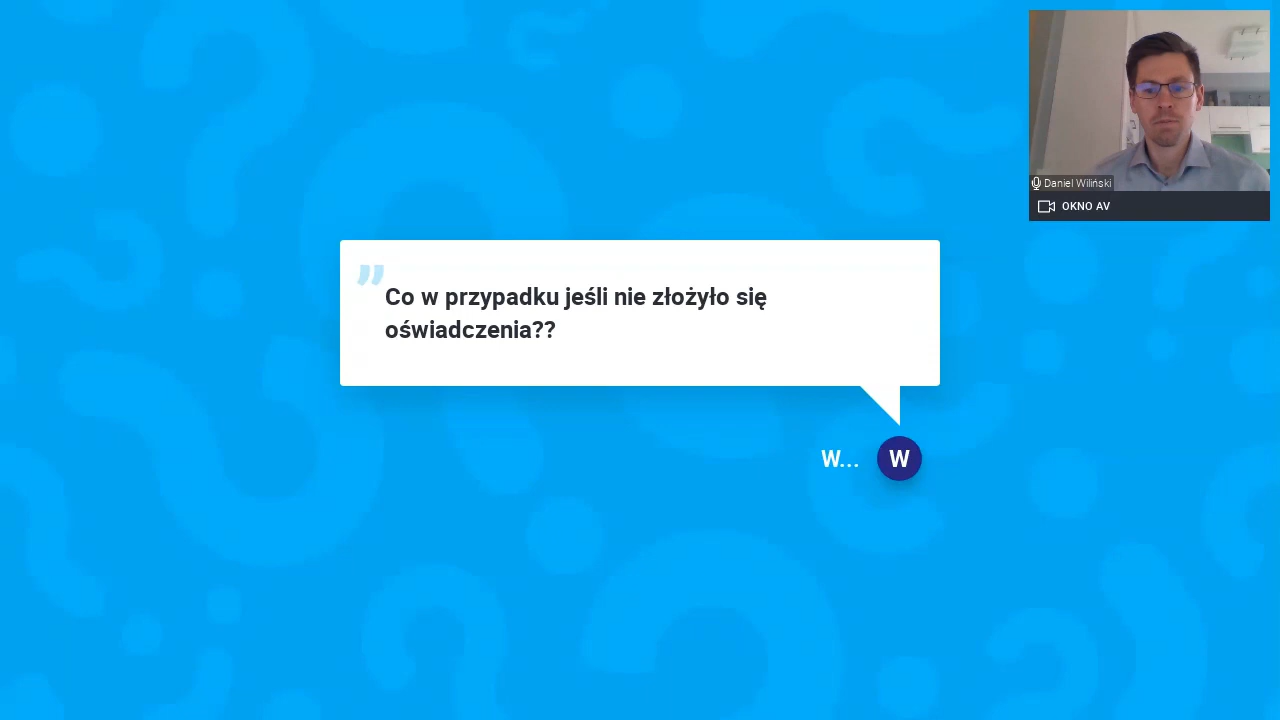 Daniel Wiliński
OKNO AV
” Co w przypadku jeśli nie złożyło się
oświadczenia??
W... W